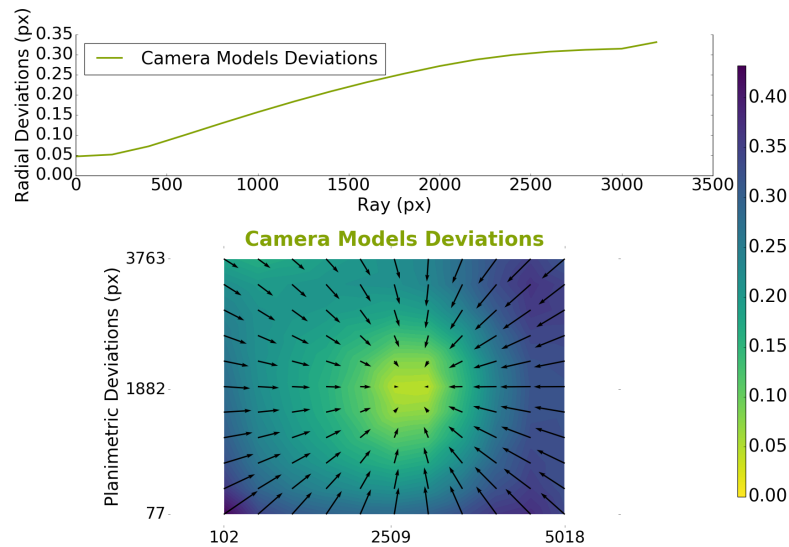 0.35
0.30
0.25
0.20
0.15
0.10
0.05
0.00
Radial Deviations (px)
Camera Models Deviations
0 500 1000 1500 2000 2500 3000 3500
Ray (px)
Camera Models Deviations
3763
1882
77
Planimetric Deviations (px)
102 2509 5018
0.40
0.35
0.30
0.25
0.20
0.15
0.10
0.05
0.00